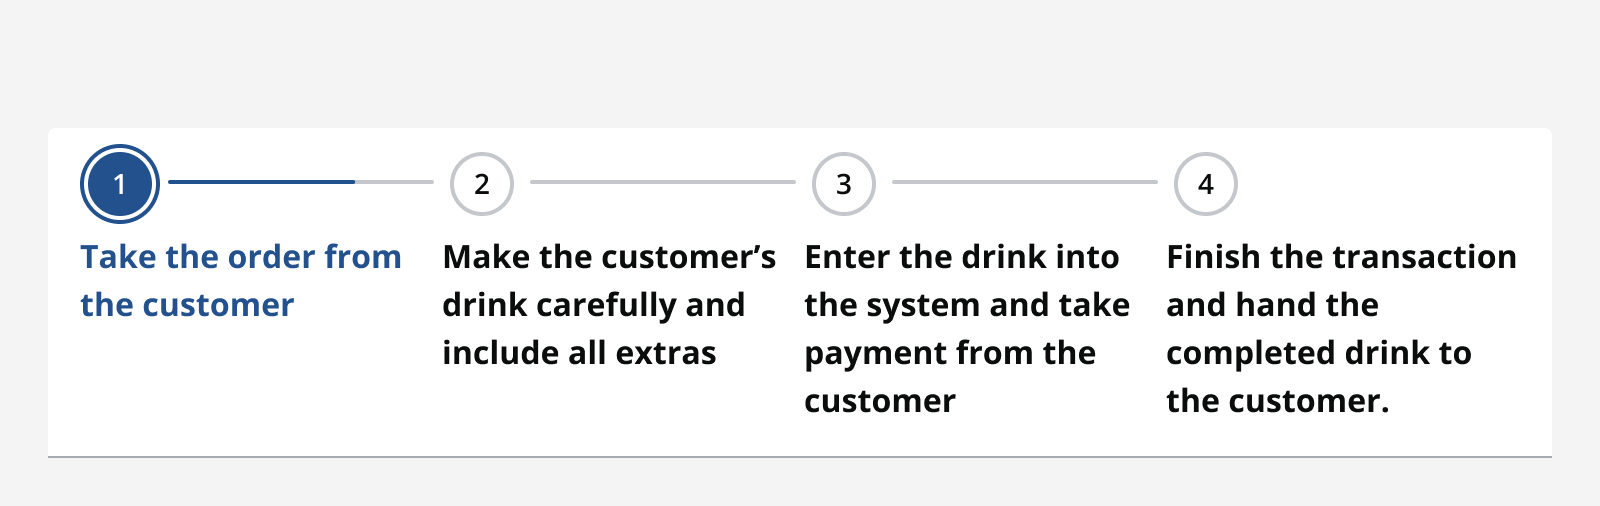 1
Take the order from
the customer
2
Make the customer’s
drink carefully and
include all extras
3
Enter the drink into
the system and take
payment from the
customer
4
Finish the transaction
and hand the
completed drink to
the customer.